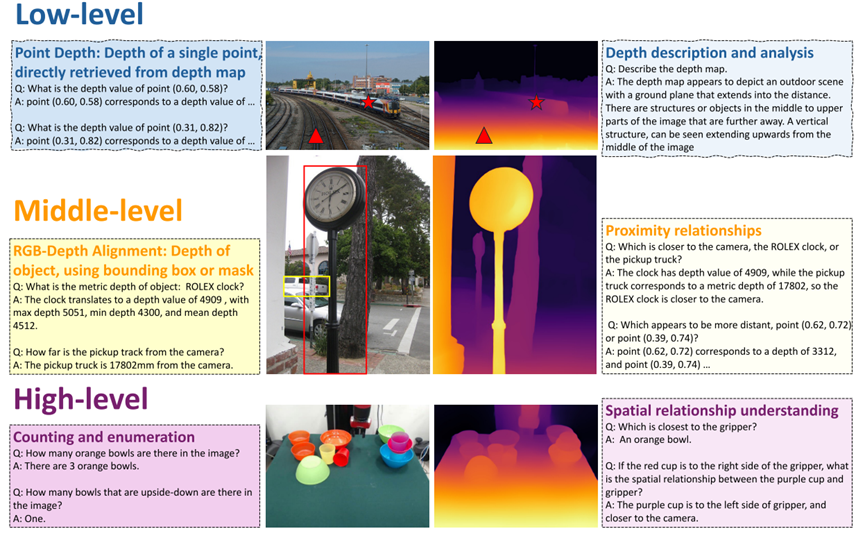 Low-level
Point Depth: Depth of a single point,
directly retrieved from depth map
Q: What is the depth value of point (0.60, 0.58)?
A: point (0.60, 0.58) corresponds to a depth value of ...
Q: What is the depth value of point (0.31, 0.82)?
A: point (0.31, 0.82) corresponds to a depth value of ...
Depth description and analysis
Q: Describe the depth map.
A: The depth map appears to depict an outdoor scene
with a ground plane that extends into the distance.
There are structures or objects in the middle to upper
parts of the image that are further away. A vertical
structure, can be seen extending upwards from the
middle of the image
Middle-level
RGB-Depth Alignment: Depth of
object, using bounding box or mask
Q: What is the metric depth of object: ROLEX clock?
A: The clock translates to a depth value of 4909 , with
max depth 5051, min depth 4300, and mean depth
4512.
Q: How far is the pickup track from the camera?
A: The pickup truck is 17802mm from the camera.
Proximity relationships
Q: Which is closer to the camera, the ROLEX clock, or
the pickup truck?
A: The clock has depth value of 4909, while the pickup
truck corresponds to a metric depth of 17802, so the
ROLEX clock is closer to the camera.
Q: Which appears to be more distant, point (0.62, 0.72)
or point (0.39, 0.74)?
A: point (0.62, 0.72) corresponds to a depth of 3312,
and point (0.39, 0.74) ...
High-level
Counting and enumeration
Q: How many orange bowls are there in the image?
A: There are 3 orange bowls.
Q: How many bowls that are upside-down are there in
the image?
A: One.
Spatial relationship understanding
Q: Which is closest to the gripper?
A: An orange bowl.
Q: If the red cup is to the right side of the gripper, what
is the spatial relationship between the purple cup and
gripper?
A: The purple cup is to the left side of gripper, and
closer to the camera.